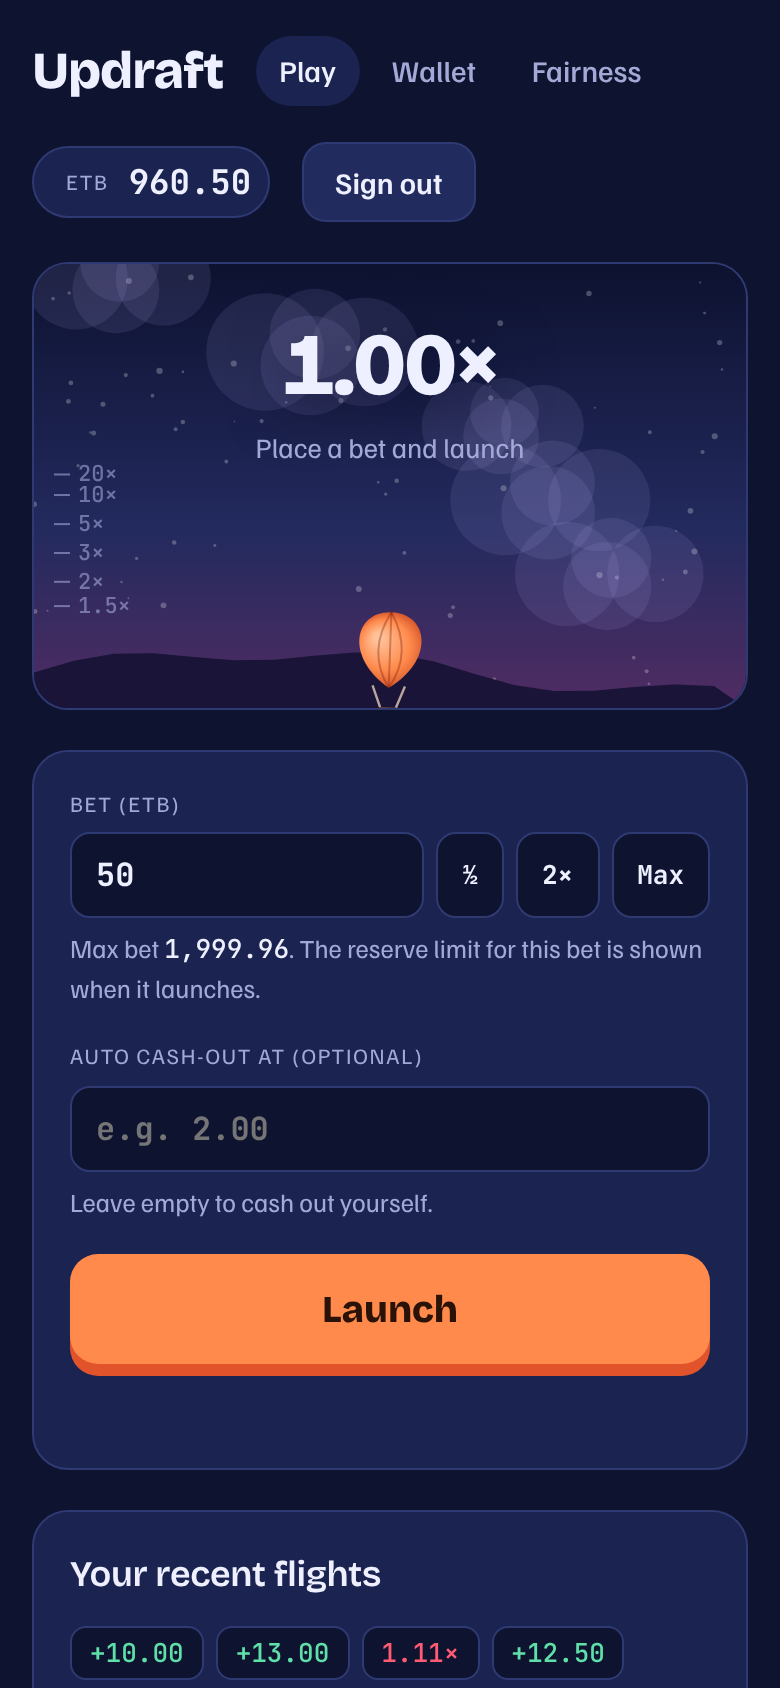 Updraft Play Wallet Fairness
ETB 960.50 Sign out
1.00×
Place a bet and launch
20×
10×
5×
3×
2×
1.5×
BET (ETB)
50 ½ 2× Max
Max bet 1,999.96. The reserve limit for this bet is shown
when it launches.
AUTO CASH-OUT AT (OPTIONAL)
e.g. 2.00
Leave empty to cash out yourself.
Launch
Your recent flights
+10.00 +13.00 1.11× +12.50